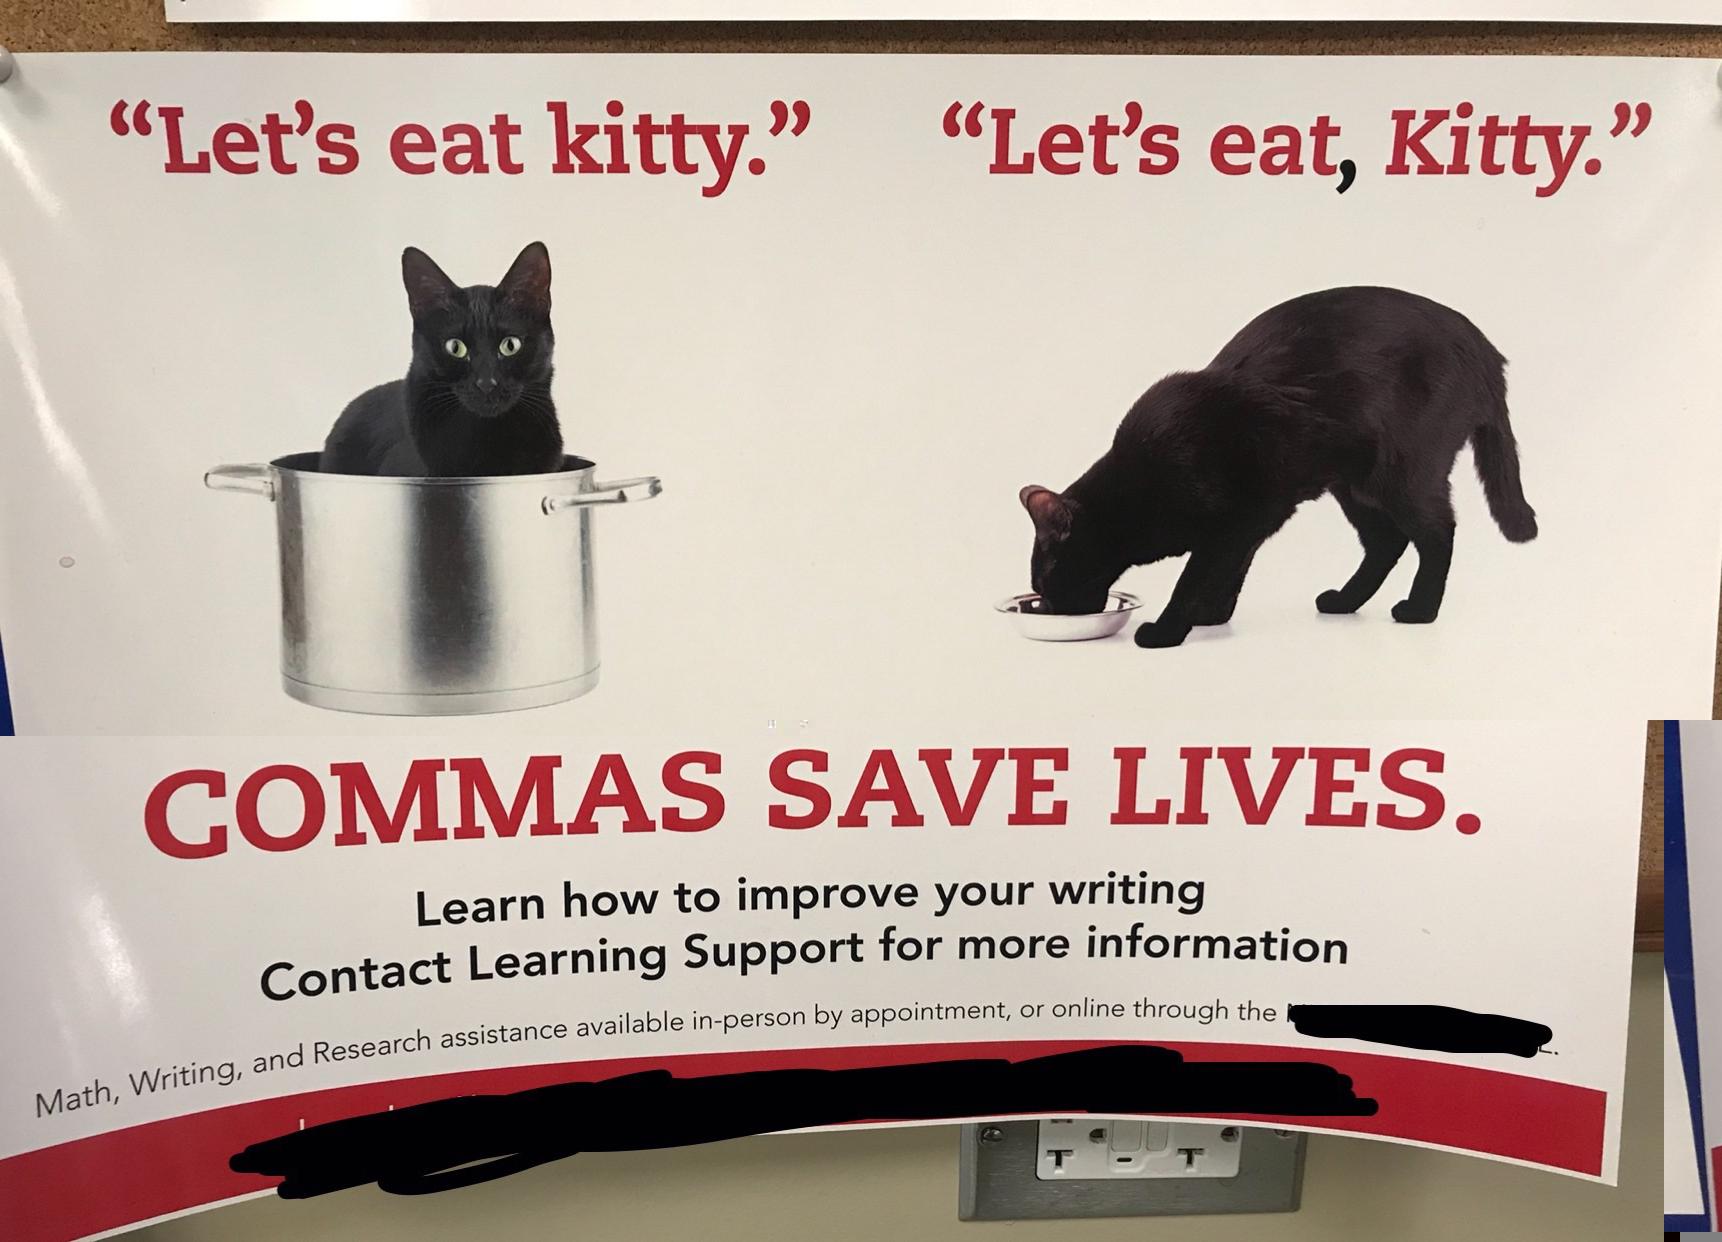 “Let’s eat kitty.”
“Let’s eat, Kitty.”
COMMAS SAVE LIVES.
Learn how to improve your writing
Contact Learning Support for more information
Math, Writing, and Research assistance available in-person by appointment, or online through the